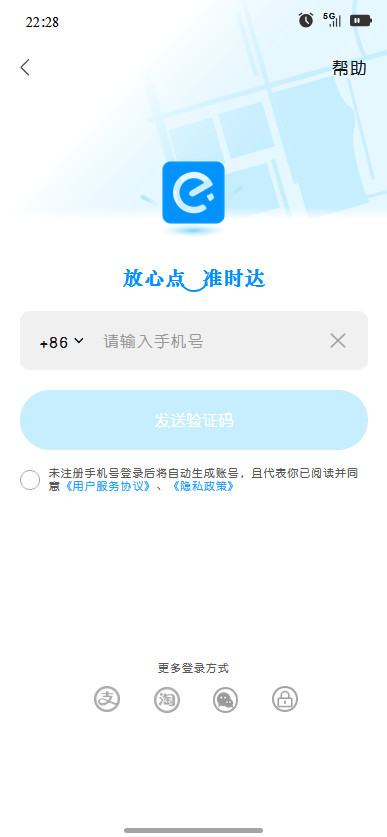 22:28
5G
帮助
放心点 准时达
+86 请输入手机号
发送验证码
未注册手机号登录后将自动生成账号，且代表你已阅读并同
意《用户服务协议》、《隐私政策》
更多登录方式
支 淘